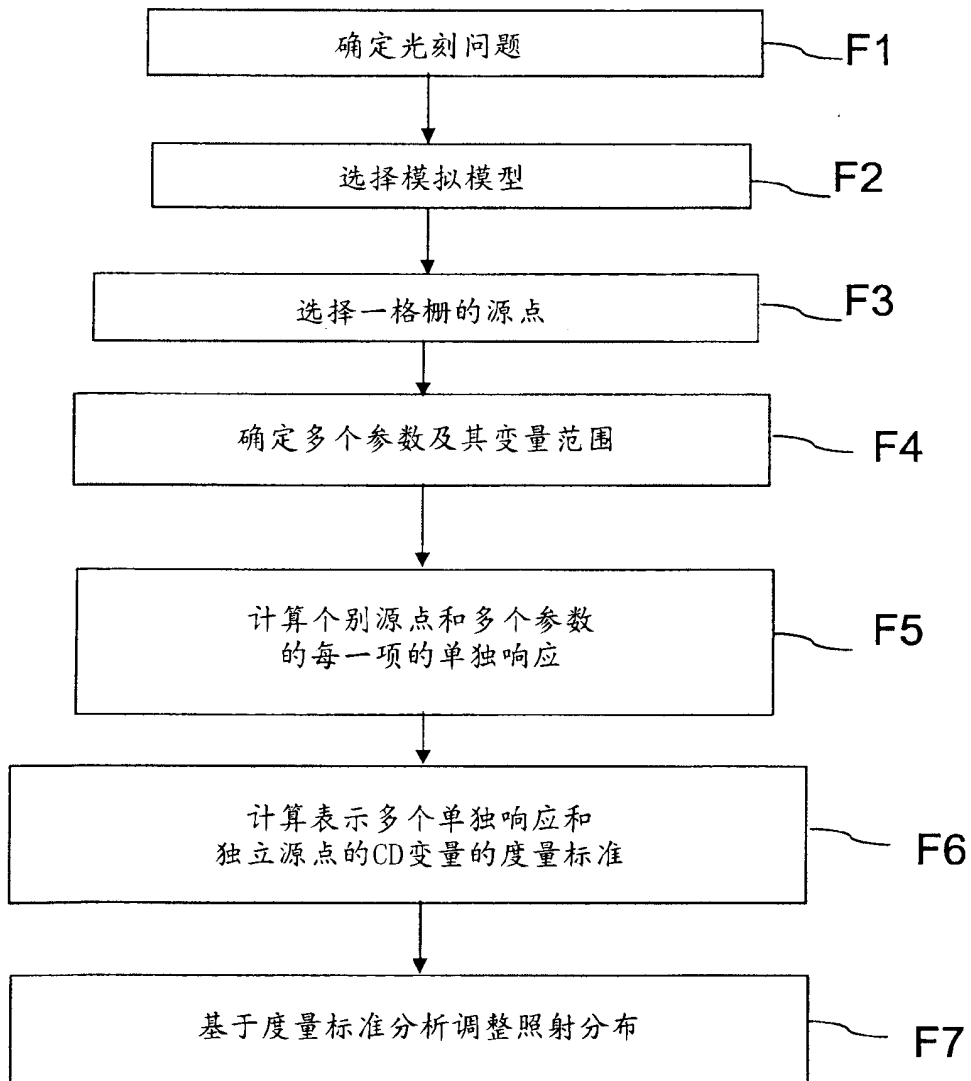 确定光刻问题
F1
选择模拟模型
F2
选择一格栅的源点
F3
确定多个参数及其变量范围
F4
计算个别源点和多个参数
的每一项的单独响应
F5
计算表示多个单独响应和
独立源点的CD变量的度量标准
F6
基于度量标准分析调整照射分布
F7